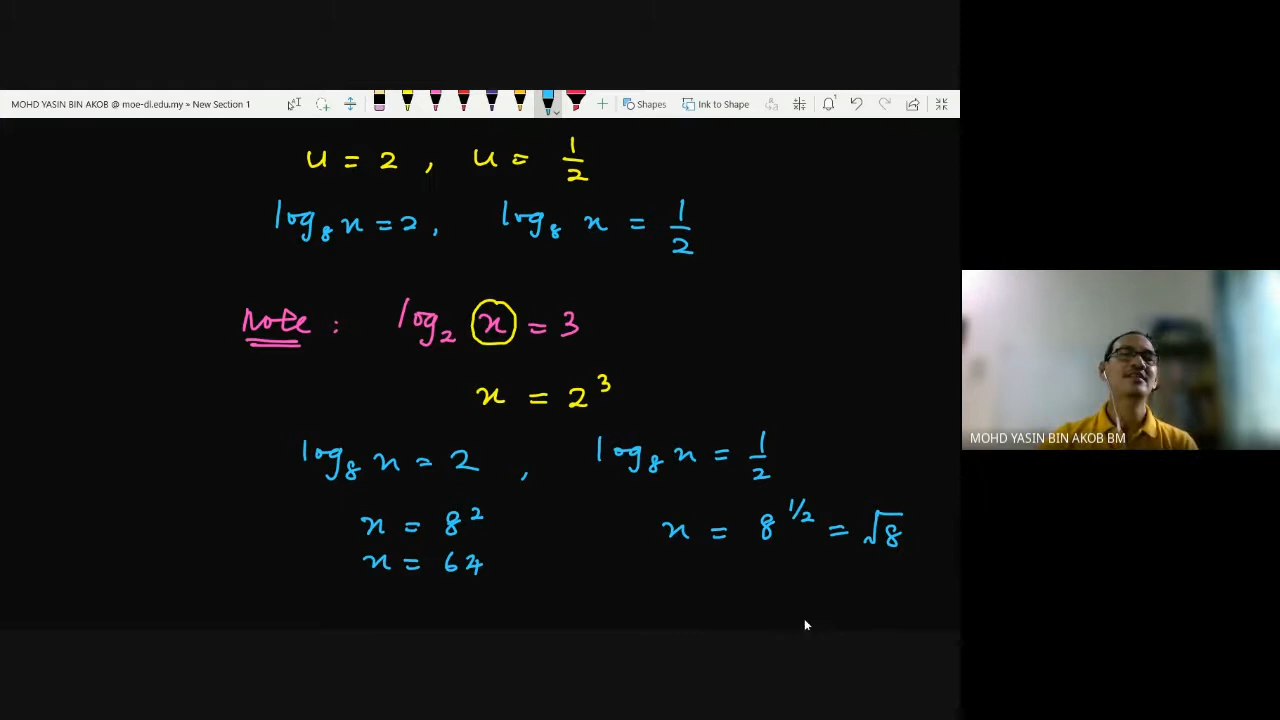 MOHD YASIN BIN AKOB @ moe-dl.edu.my » New Section 1
Shapes
Ink to Shape
u = 2 , u = 1/2
log₈ x = 2 , log₈ x = 1/2
Note : log₂ x = 3
x = 2³
log₈ x = 2 , log₈ x = 1/2
x = 8² x = 8^1/2 = √8
x = 64
MOHD YASIN BIN AKOB BM